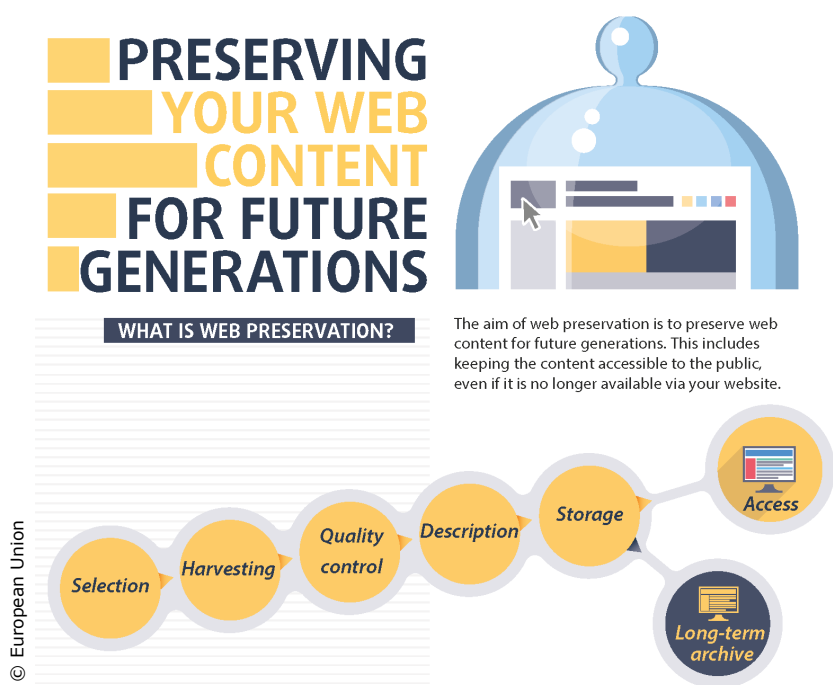 PRESERVING
YOUR WEB
CONTENT
FOR FUTURE
GENERATIONS
WHAT IS WEB PRESERVATION?
The aim of web preservation is to preserve web
content for future generations. This includes
keeping the content accessible to the public,
even if it is no longer available via your website.
Selection
Harvesting
Quality
control
Description
Storage
Access
Long-term
archive
© European Union